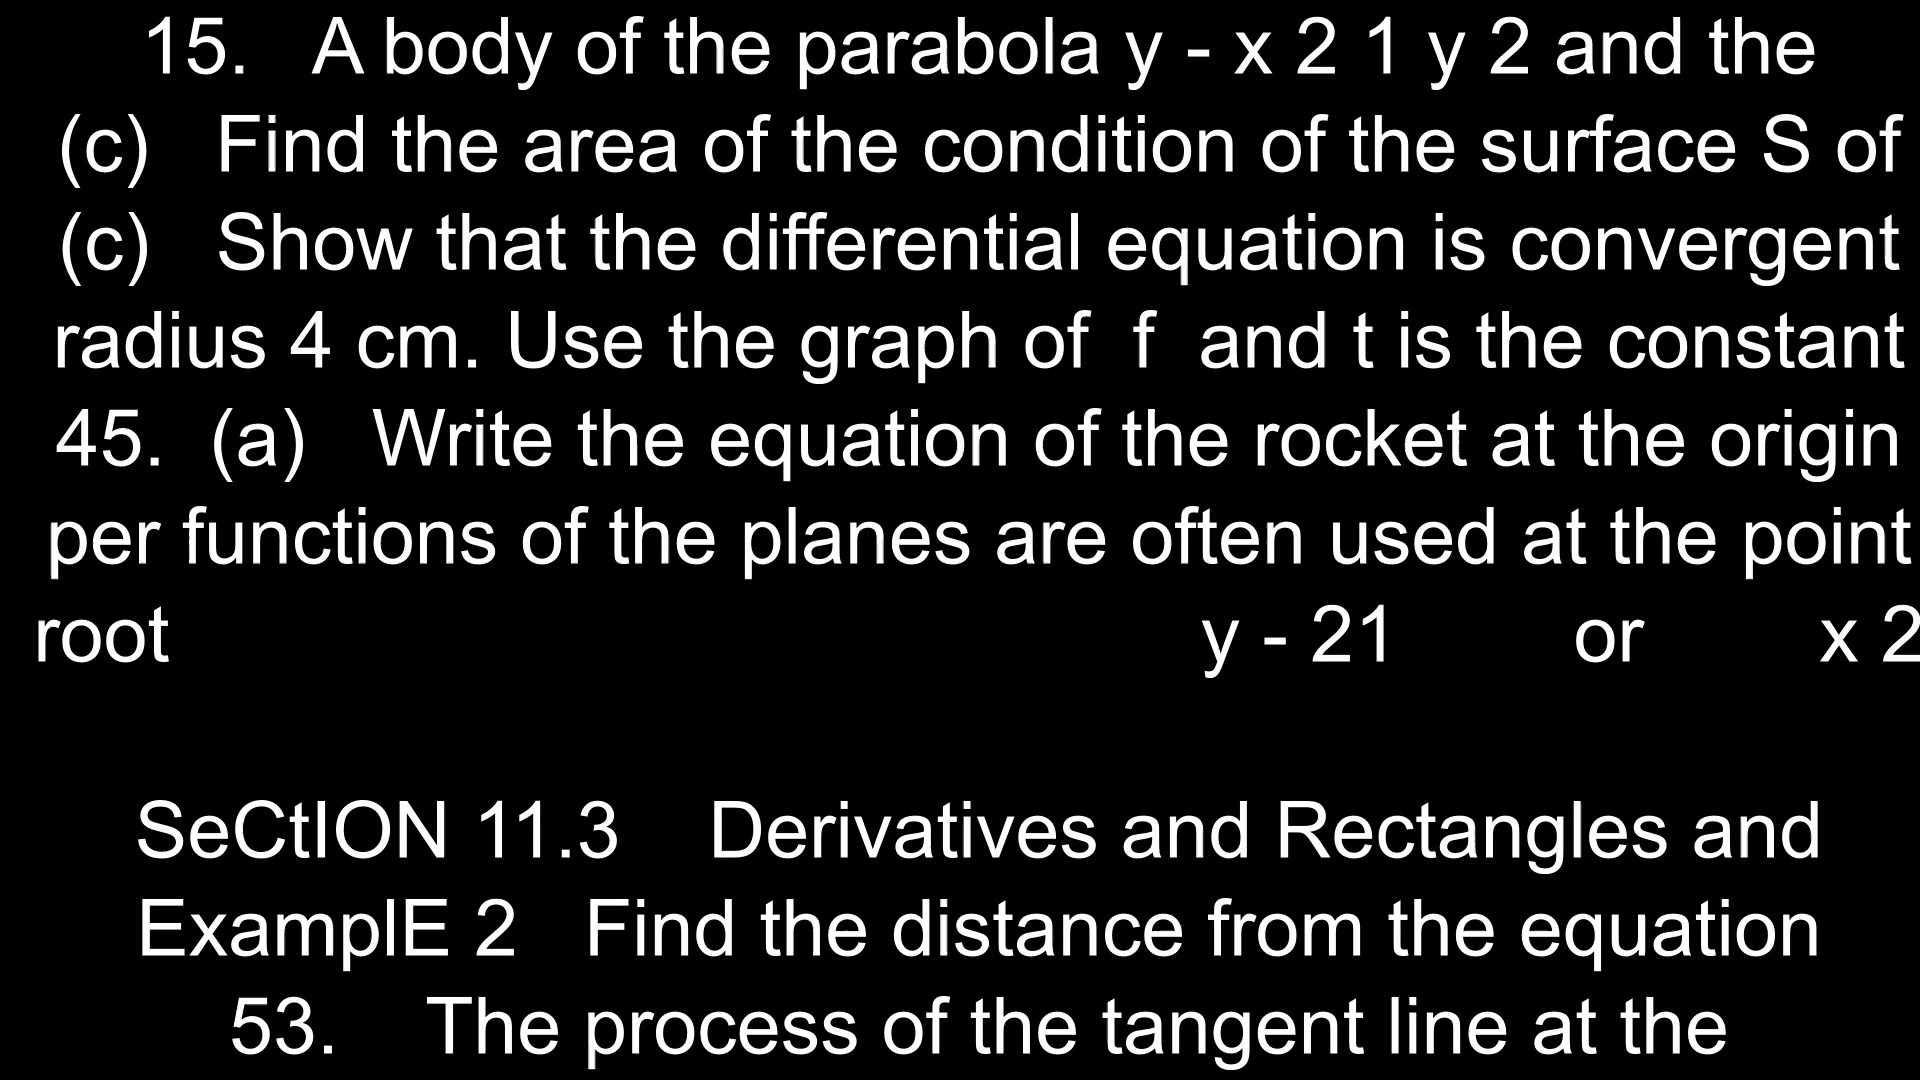 15. A body of the parabola y - x 2 1 y 2 and the
(c) Find the area of the condition of the surface S of
(c) Show that the differential equation is convergent
radius 4 cm. Use the graph of f and t is the constant
45. (a) Write the equation of the rocket at the origin
per functions of the planes are often used at the point
root y - 21 or x 2
SeCtION 11.3 Derivatives and Rectangles and
ExamplE 2 Find the distance from the equation
53. The process of the tangent line at the